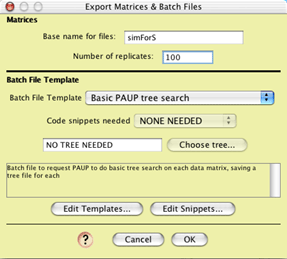 Export Matrices & Batch Files
Matrices
Base name for files: simForS
Number of replicates: 100
Batch File Template
Batch File Template Basic PAUP tree search
Code snippets needed NONE NEEDED
NO TREE NEEDED Choose tree...
Batch file to request PAUP to do basic tree search on each data matrix, saving a
tree file for each
Edit Templates... Edit Snippets...
? Cancel OK